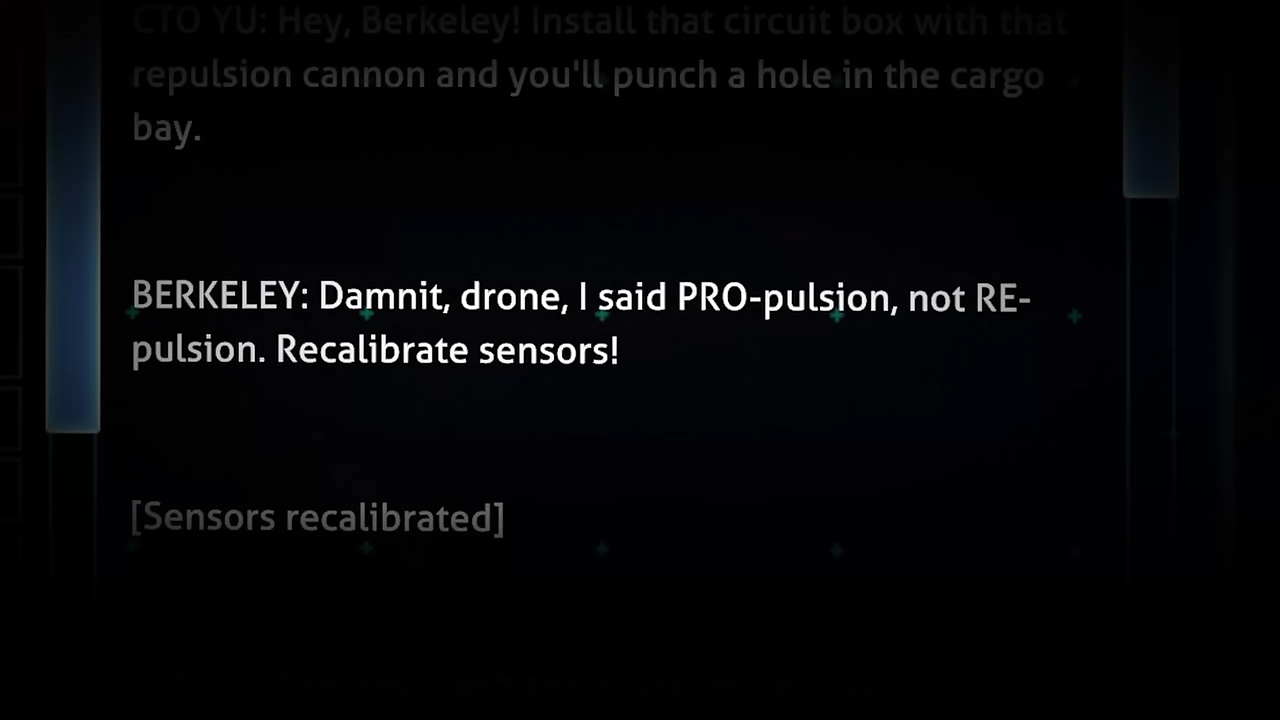 CTO YU: Hey, Berkeley! Install that circuit box with that
repulsion cannon and you'll punch a hole in the cargo
bay.
BERKELEY: Damnit, drone, I said PRO-pulsion, not RE-
pulsion. Recalibrate sensors!
[Sensors recalibrated]